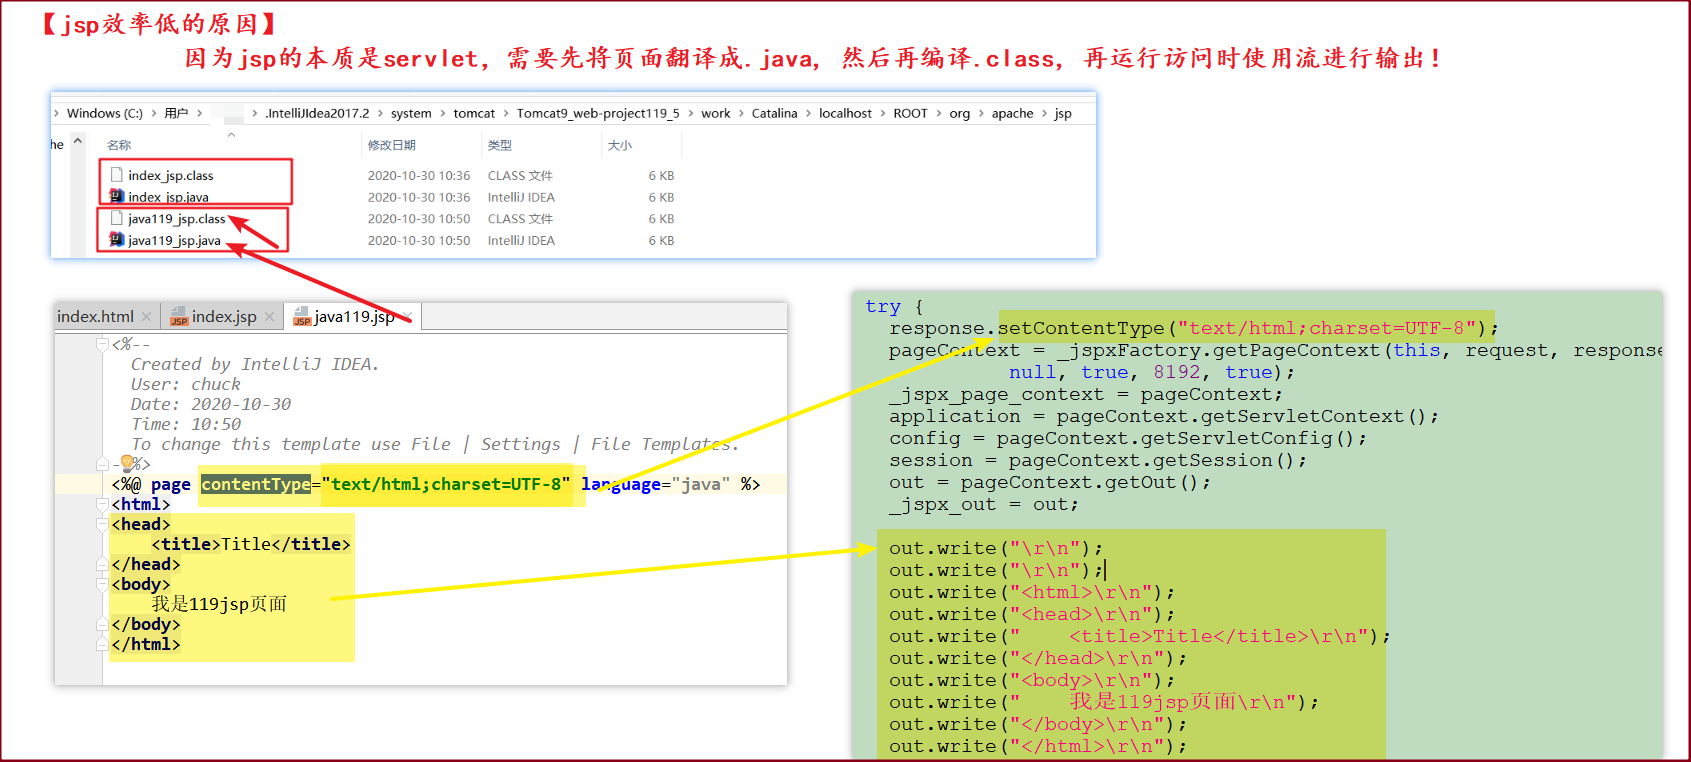 【jsp效率低的原因】
因为jsp的本质是servlet，需要先将页面翻译成.java，然后再编译.class，再运行访问时使用流进行输出！
› Windows (C:) › 用户 › › .IntelliJIdea2017.2 › system › tomcat › Tomcat9_web-project119_5 › work › Catalina › localhost › ROOT › org › apache › jsp
he 名称 修改日期 类型 大小
index_jsp.class 2020-10-30 10:36 CLASS 文件 6 KB
index_jsp.java 2020-10-30 10:36 IntelliJ IDEA 6 KB
java119_jsp.class 2020-10-30 10:50 CLASS 文件 6 KB
java119_jsp.java 2020-10-30 10:50 IntelliJ IDEA 6 KB
index.html index.jsp java119.jsp
<%--
Created by IntelliJ IDEA.
User: chuck
Date: 2020-10-30
Time: 10:50
To change this template use File | Settings | File Templates.
--%>
<%@ page contentType="text/html;charset=UTF-8" language="java" %>
<html>
<head>
<title>Title</title>
</head>
<body>
我是119jsp页面
</body>
</html>
try {
response.setContentType("text/html;charset=UTF-8");
pageContext = _jspxFactory.getPageContext(this, request, response
null, true, 8192, true);
_jspx_page_context = pageContext;
application = pageContext.getServletContext();
config = pageContext.getServletConfig();
session = pageContext.getSession();
out = pageContext.getOut();
_jspx_out = out;
out.write("\r\n");
out.write("\r\n");
out.write("<html>\r\n");
out.write("<head>\r\n");
out.write("    <title>Title</title>\r\n");
out.write("</head>\r\n");
out.write("<body>\r\n");
out.write("    我是119jsp页面\r\n");
out.write("</body>\r\n");
out.write("</html>\r\n");